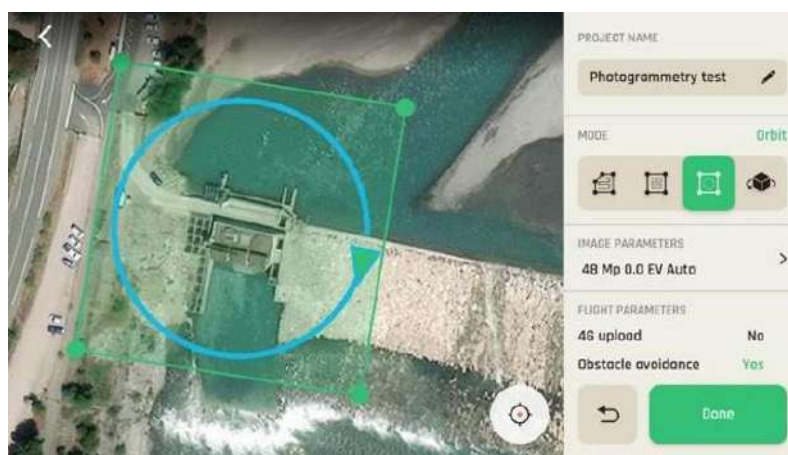 PROJECT NAME
Photogrammetry test
MODE Orbit
IMAGE PARAMETERS
48 Mp 0.0 EV Auto
FLIGHT PARAMETERS
4G upload No
Obstacle avoidance Yes
Done